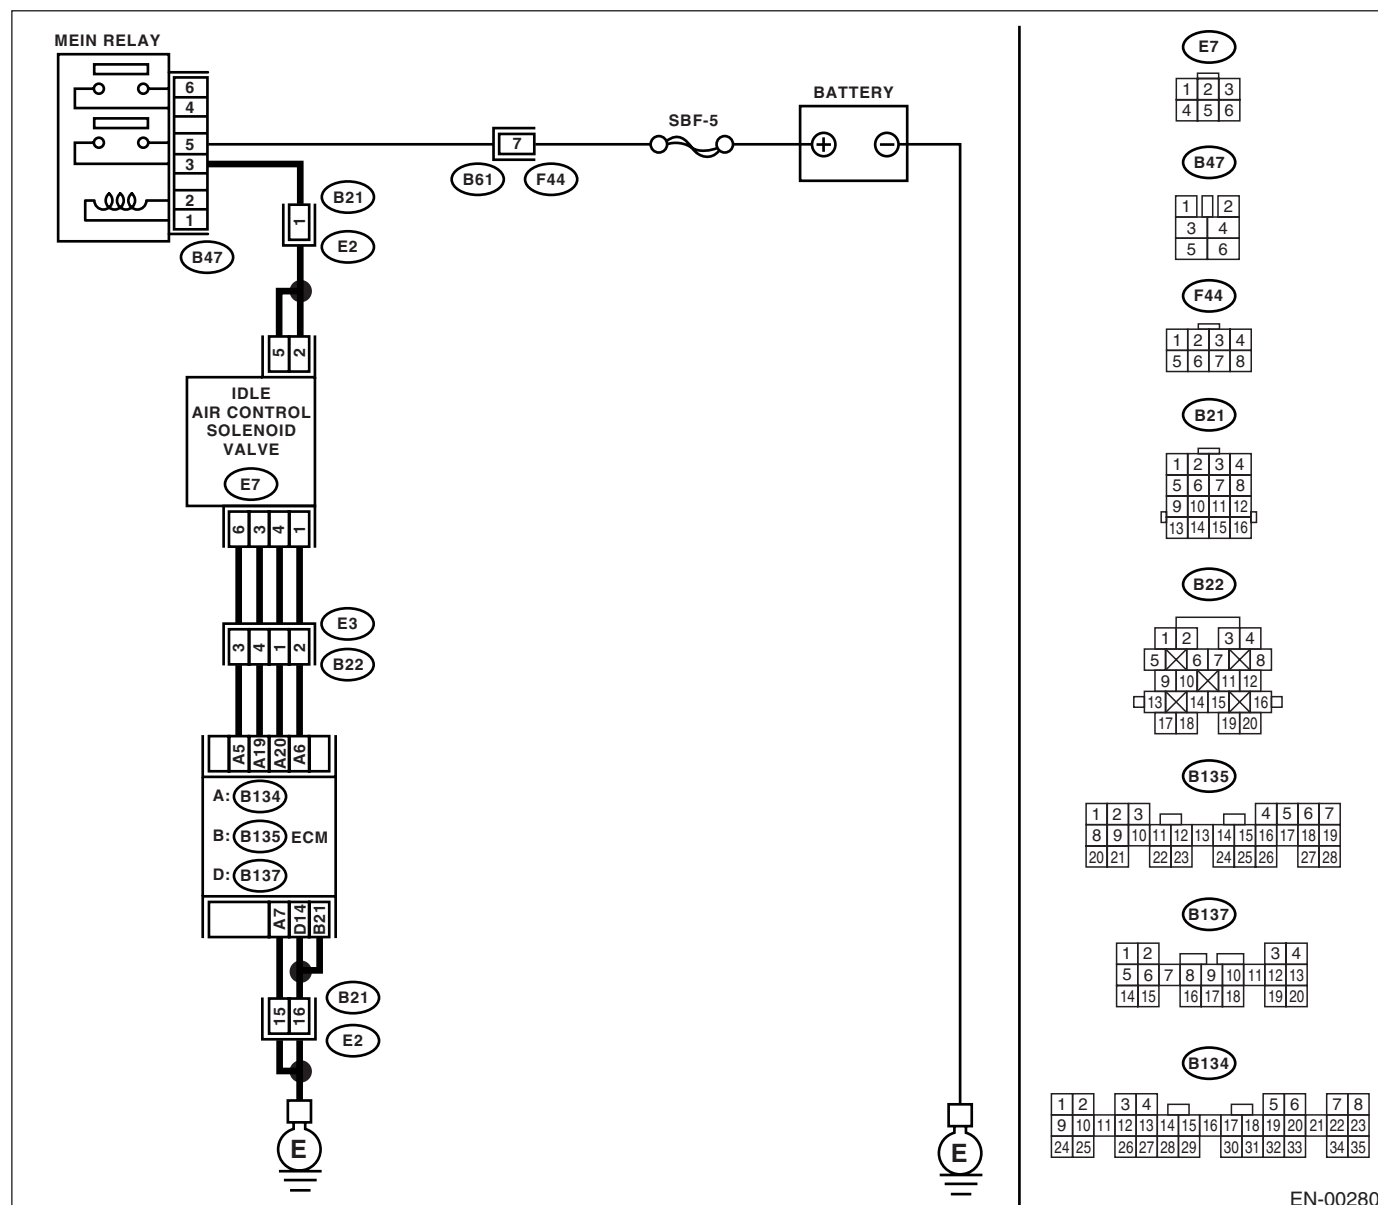 MEIN RELAY
6
4
5
3
2
1
B47
B21
1
E2
7
B61 F44
SBF-5
BATTERY
+ −
5 2
IDLE
AIR CONTROL
SOLENOID
VALVE
E7
6 3 4 1
E3
3 4 1 2
B22
A5 A19 A20 A6
A: B134
B: B135 ECM
D: B137
A7 D14 B21
B21
15 16
E2
E
E
E7
1 2 3
4 5 6
B47
1 2
3 4
5 6
F44
1 2 3 4
5 6 7 8
B21
1 2 3 4
5 6 7 8
9 10 11 12
13 14 15 16
B22
1 2 3 4
5 6 7 8
9 10 11 12
13 14 15 16
17 18 19 20
B135
1 2 3 4 5 6 7
8 9 10 11 12 13 14 15 16 17 18 19
20 21 22 23 24 25 26 27 28
B137
1 2 3 4
5 6 7 8 9 10 11 12 13
14 15 16 17 18 19 20
B134
1 2 3 4 5 6 7 8
9 10 11 12 13 14 15 16 17 18 19 20 21 22 23
24 25 26 27 28 29 30 31 32 33 34 35
EN-00280